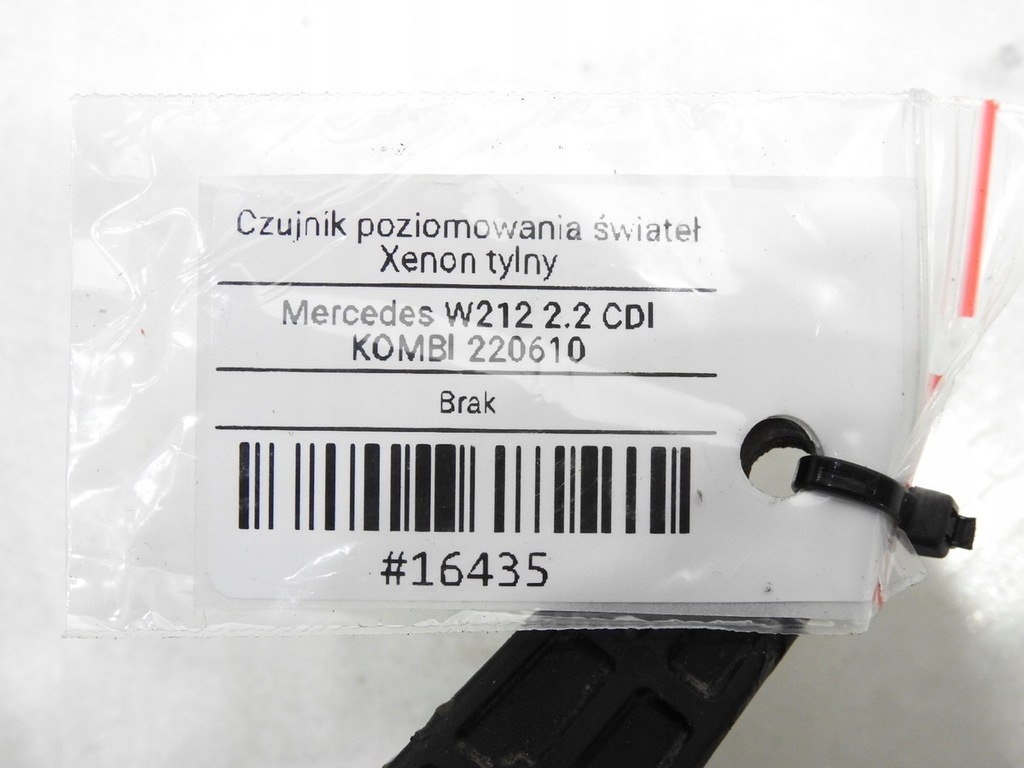 Czujnik poziomowania świateł
Xenon tylny
Mercedes W212 2.2 CDI
KOMBI 220610
Brak
#16435